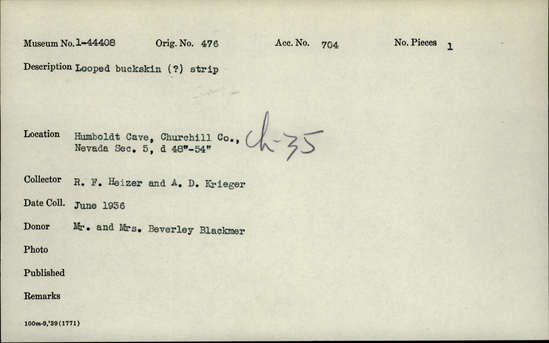 Museum No. 1-44408 Orig. No. 476 Acc. No. 704 No. Pieces 1
Description Looped buckskin (?) strip
Location Humboldt Cave, Churchill Co., Ch-35
Nevada Sec. 5, d 48"-54"
Collector R. F. Heizer and A. D. Krieger
Date Coll. June 1936
Donor Mr. and Mrs. Beverley Blackmer
Photo
Published
Remarks
100m-9,'39(1771)